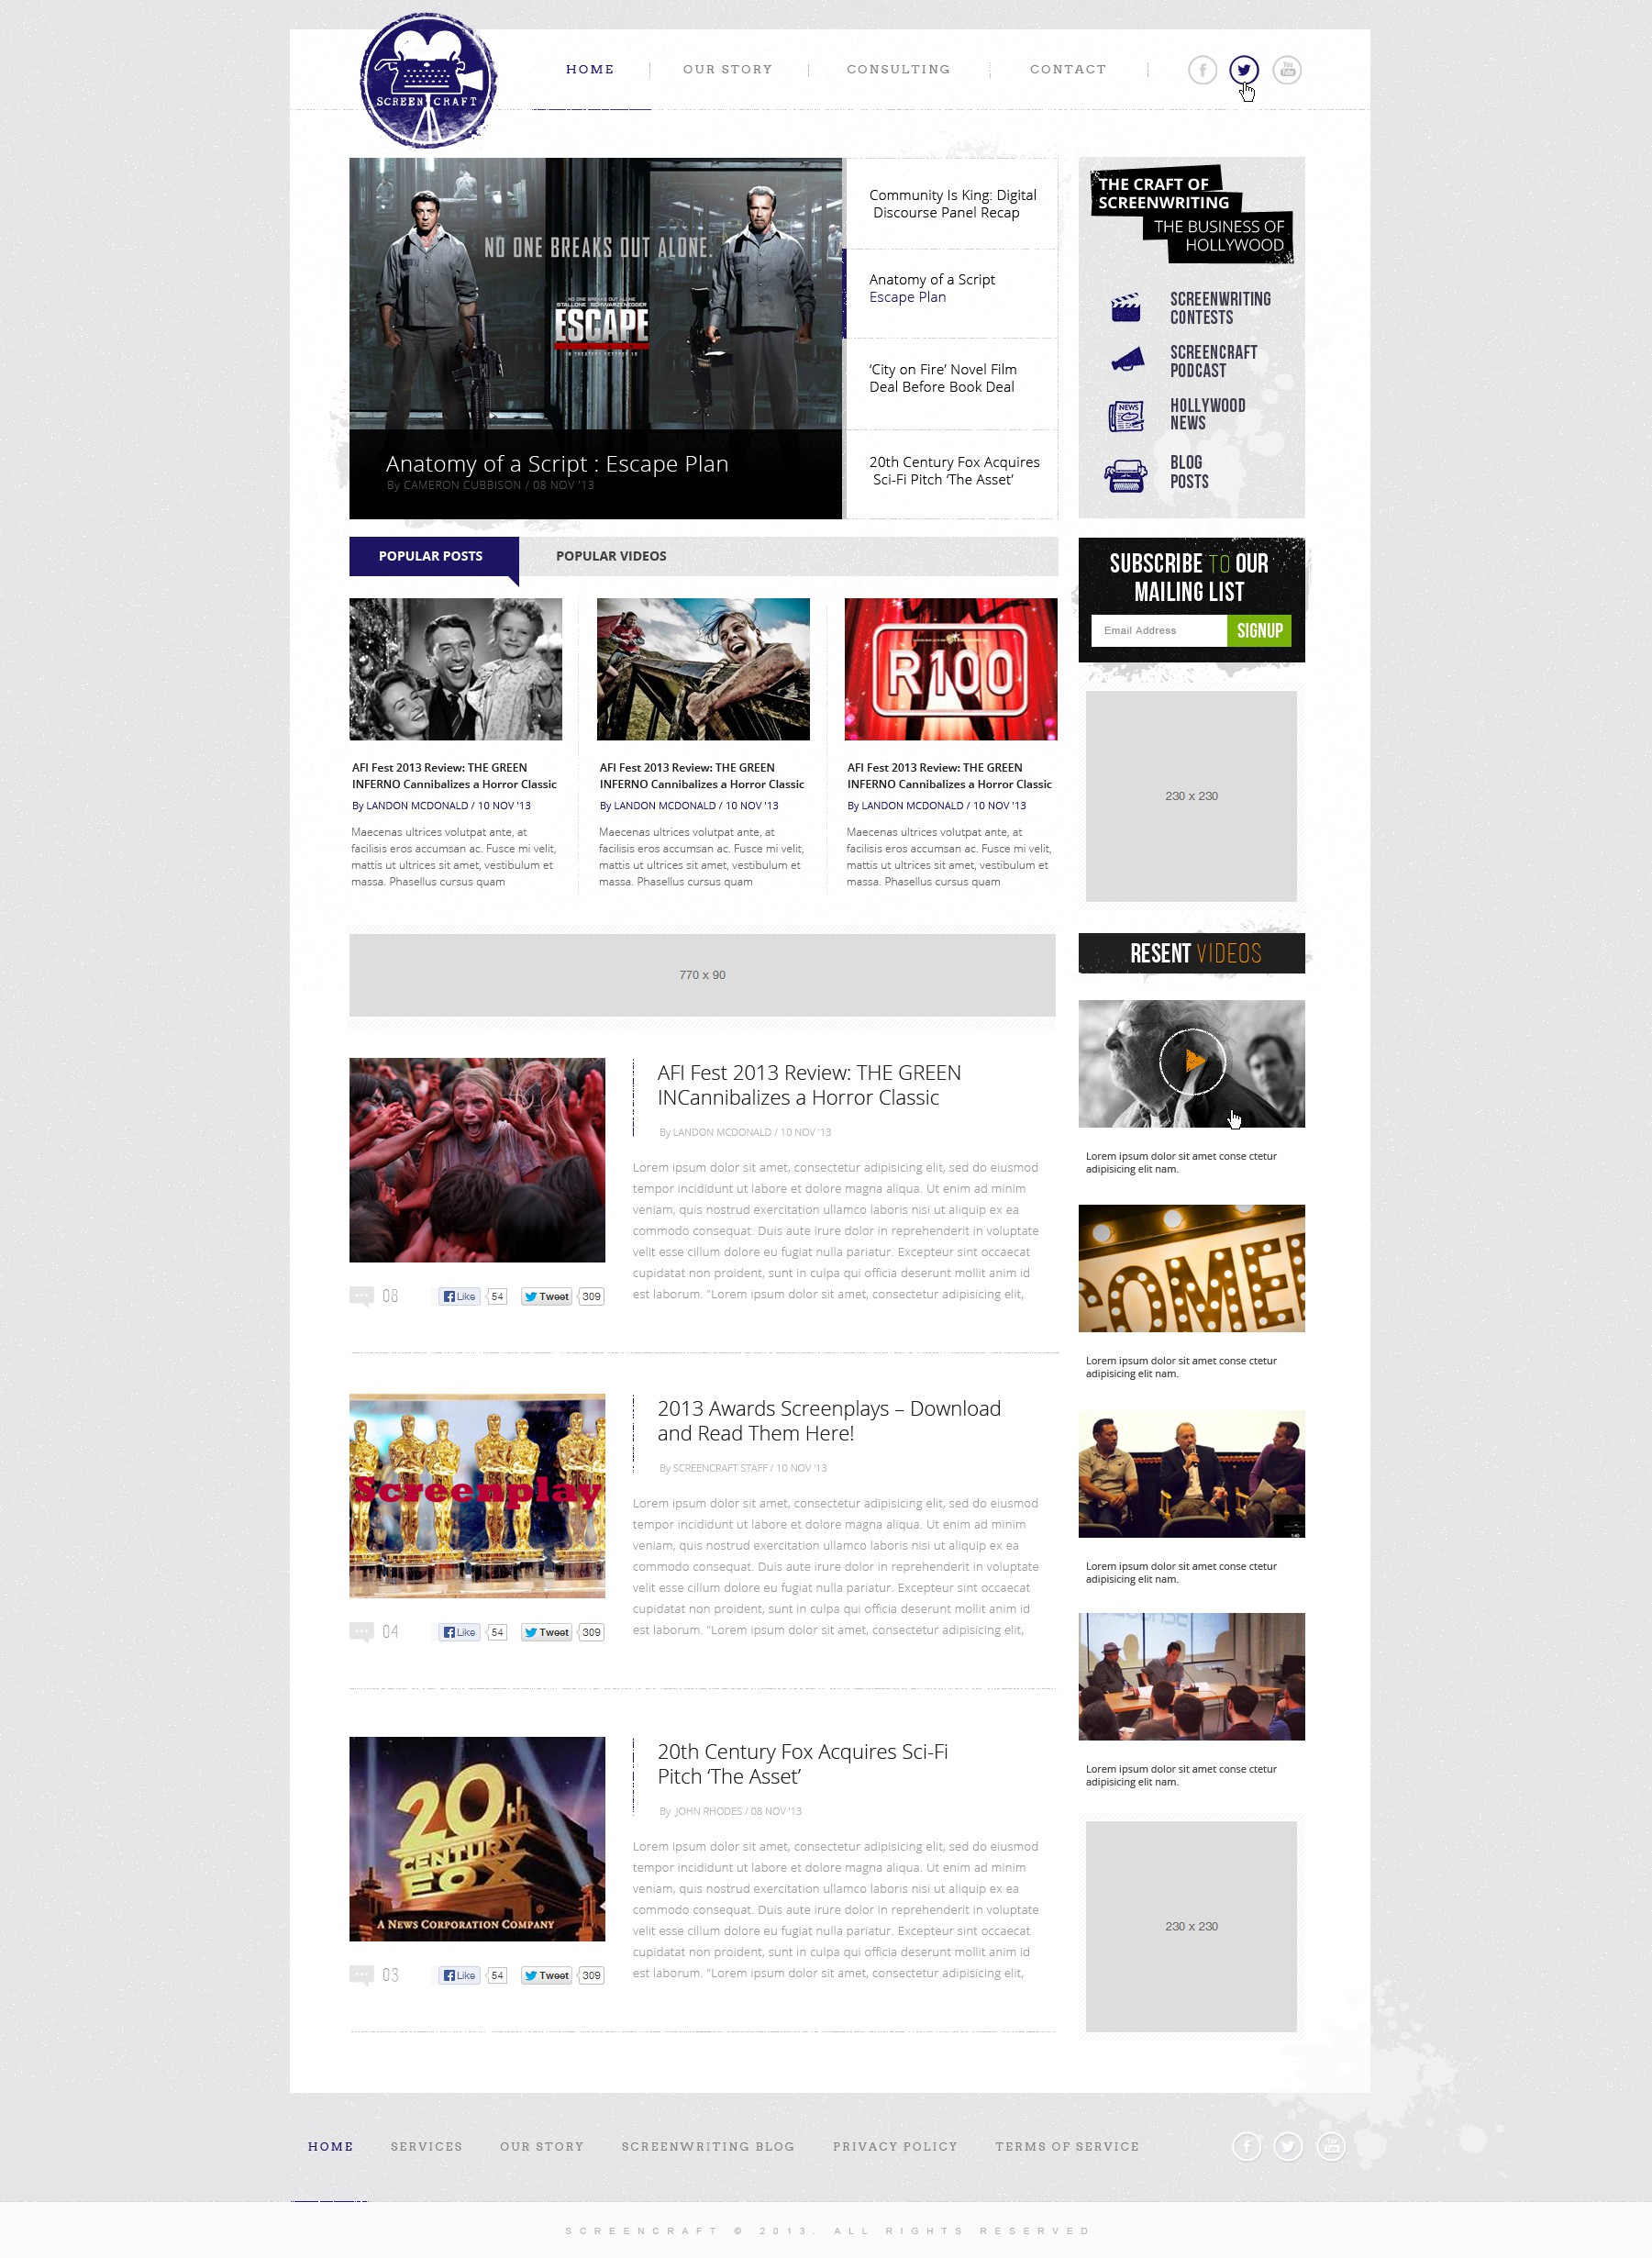 SCREEN CRAFT
HOME
OUR STORY
CONSULTING
CONTACT
You
Tube
NO ONE BREAKS OUT ALONE.
NO ONE BREAKS OUT ALONE
STALLONE SCHWARZENEGGER
ESCAPE
IN THEATERS OCTOBER 18
Anatomy of a Script : Escape Plan
By CAMERON CUBBISON / 08 NOV '13
Community Is King: Digital
Discourse Panel Recap
Anatomy of a Script
Escape Plan
‘City on Fire’ Novel Film
Deal Before Book Deal
20th Century Fox Acquires
Sci-Fi Pitch ‘The Asset’
THE CRAFT OF
SCREENWRITING
THE BUSINESS OF
HOLLYWOOD
SCREENWRITING
CONTESTS
SCREENCRAFT
PODCAST
NEWS
HOLLYWOOD
NEWS
BLOG
POSTS
POPULAR POSTS
POPULAR VIDEOS
SUBSCRIBE TO OUR
MAILING LIST
Email Address
SIGNUP
R100
AFI Fest 2013 Review: THE GREEN
INFERNO Cannibalizes a Horror Classic
By LANDON MCDONALD / 10 NOV '13
Maecenas ultrices volutpat ante, at
facilisis eros accumsan ac. Fusce mi velit,
mattis ut ultrices sit amet, vestibulum et
massa. Phasellus cursus quam
AFI Fest 2013 Review: THE GREEN
INFERNO Cannibalizes a Horror Classic
By LANDON MCDONALD / 10 NOV '13
Maecenas ultrices volutpat ante, at
facilisis eros accumsan ac. Fusce mi velit,
mattis ut ultrices sit amet, vestibulum et
massa. Phasellus cursus quam
AFI Fest 2013 Review: THE GREEN
INFERNO Cannibalizes a Horror Classic
By LANDON MCDONALD / 10 NOV '13
Maecenas ultrices volutpat ante, at
facilisis eros accumsan ac. Fusce mi velit,
mattis ut ultrices sit amet, vestibulum et
massa. Phasellus cursus quam
230 x 230
770 x 90
RESENT VIDEOS
AFI Fest 2013 Review: THE GREEN
INCannibalizes a Horror Classic
By LANDON MCDONALD / 10 NOV '13
Lorem ipsum dolor sit amet, consectetur adipisicing elit, sed do eiusmod
tempor incididunt ut labore et dolore magna aliqua. Ut enim ad minim
veniam, quis nostrud exercitation ullamco laboris nisi ut aliquip ex ea
commodo consequat. Duis aute irure dolor in reprehenderit in voluptate
velit esse cillum dolore eu fugiat nulla pariatur. Excepteur sint occaecat
cupidatat non proident, sunt in culpa qui officia deserunt mollit anim id
est laborum. "Lorem ipsum dolor sit amet, consectetur adipisicing elit,
08
Like
54
Tweet
309
Lorem ipsum dolor sit amet conse ctetur
adipisicing elit nam.
COMED
Lorem ipsum dolor sit amet conse ctetur
adipisicing elit nam.
Screenplay
2013 Awards Screenplays – Download
and Read Them Here!
By SCREENCRAFT STAFF / 10 NOV '13
Lorem ipsum dolor sit amet, consectetur adipisicing elit, sed do eiusmod
tempor incididunt ut labore et dolore magna aliqua. Ut enim ad minim
veniam, quis nostrud exercitation ullamco laboris nisi ut aliquip ex ea
commodo consequat. Duis aute irure dolor in reprehenderit in voluptate
velit esse cillum dolore eu fugiat nulla pariatur. Excepteur sint occaecat
cupidatat non proident, sunt in culpa qui officia deserunt mollit anim id
est laborum. "Lorem ipsum dolor sit amet, consectetur adipisicing elit,
04
Like
54
Tweet
309
1:40
Lorem ipsum dolor sit amet conse ctetur
adipisicing elit nam.
20th
CENTURY
FOX
A NEWS CORPORATION COMPANY
20th Century Fox Acquires Sci-Fi
Pitch ‘The Asset’
By JOHN RHODES / 08 NOV '13
Lorem ipsum dolor sit amet, consectetur adipisicing elit, sed do eiusmod
tempor incididunt ut labore et dolore magna aliqua. Ut enim ad minim
veniam, quis nostrud exercitation ullamco laboris nisi ut aliquip ex ea
commodo consequat. Duis aute irure dolor in reprehenderit in voluptate
velit esse cillum dolore eu fugiat nulla pariatur. Excepteur sint occaecat
cupidatat non proident, sunt in culpa qui officia deserunt mollit anim id
est laborum. "Lorem ipsum dolor sit amet, consectetur adipisicing elit,
03
Like
54
Tweet
309
Lorem ipsum dolor sit amet conse ctetur
adipisicing elit nam.
230 x 230
HOME
SERVICES
OUR STORY
SCREENWRITING BLOG
PRIVACY POLICY
TERMS OF SERVICE
You
Tube
SCREENCRAFT © 2013. ALL RIGHTS RESERVED